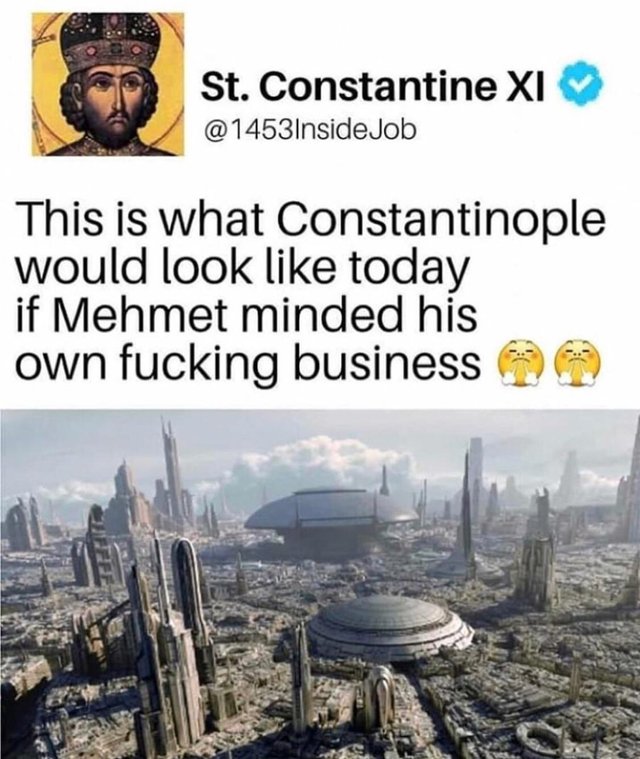 St. Constantine XI
@1453InsideJob
This is what Constantinople
would look like today
if Mehmet minded his
own fucking business 😤😤